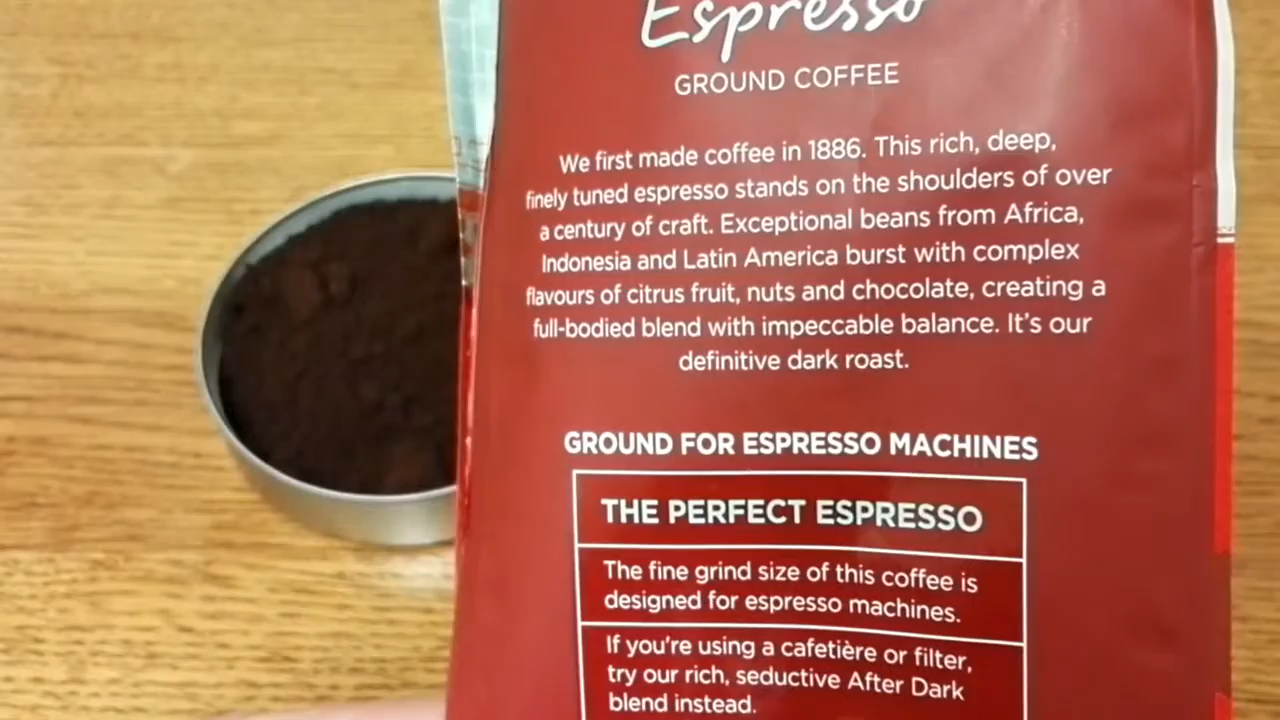 Espresso
GROUND COFFEE
We first made coffee in 1886. This rich, deep,
finely tuned espresso stands on the shoulders of over
a century of craft. Exceptional beans from Africa,
Indonesia and Latin America burst with complex
flavours of citrus fruit, nuts and chocolate, creating a
full-bodied blend with impeccable balance. It's our
definitive dark roast.
GROUND FOR ESPRESSO MACHINES
THE PERFECT ESPRESSO
The fine grind size of this coffee is
designed for espresso machines.
If you're using a cafetière or filter,
try our rich, seductive After Dark
blend instead.